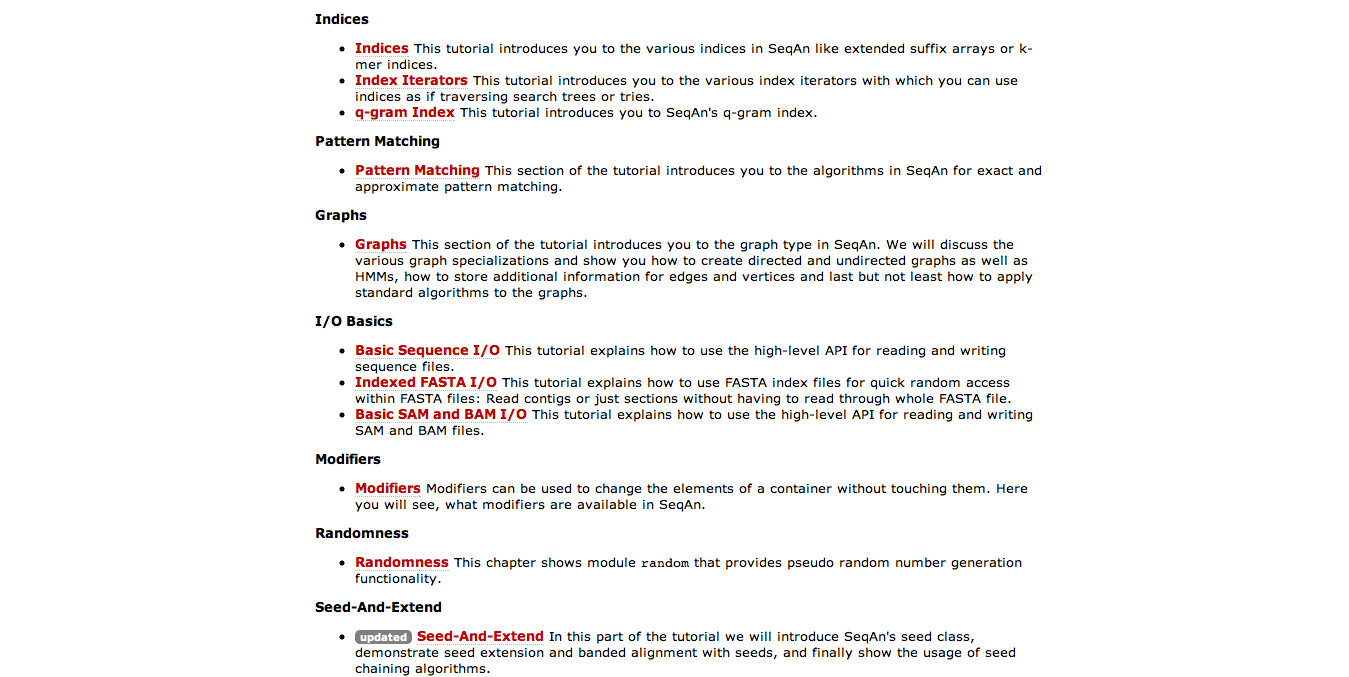 Indices
Indices This tutorial introduces you to the various indices in SeqAn like extended suffix arrays or k-
mer indices.
Index Iterators This tutorial introduces you to the various index iterators with which you can use
indices as if traversing search trees or tries.
q-gram Index This tutorial introduces you to SeqAn's q-gram index.
Pattern Matching
Pattern Matching This section of the tutorial introduces you to the algorithms in SeqAn for exact and
approximate pattern matching.
Graphs
Graphs This section of the tutorial introduces you to the graph type in SeqAn. We will discuss the
various graph specializations and show you how to create directed and undirected graphs as well as
HMMs, how to store additional information for edges and vertices and last but not least how to apply
standard algorithms to the graphs.
I/O Basics
Basic Sequence I/O This tutorial explains how to use the high-level API for reading and writing
sequence files.
Indexed FASTA I/O This tutorial explains how to use FASTA index files for quick random access
within FASTA files: Read contigs or just sections without having to read through whole FASTA file.
Basic SAM and BAM I/O This tutorial explains how to use the high-level API for reading and writing
SAM and BAM files.
Modifiers
Modifiers Modifiers can be used to change the elements of a container without touching them. Here
you will see, what modifiers are available in SeqAn.
Randomness
Randomness This chapter shows module random that provides pseudo random number generation
functionality.
Seed-And-Extend
updated Seed-And-Extend In this part of the tutorial we will introduce SeqAn's seed class,
demonstrate seed extension and banded alignment with seeds, and finally show the usage of seed
chaining algorithms.